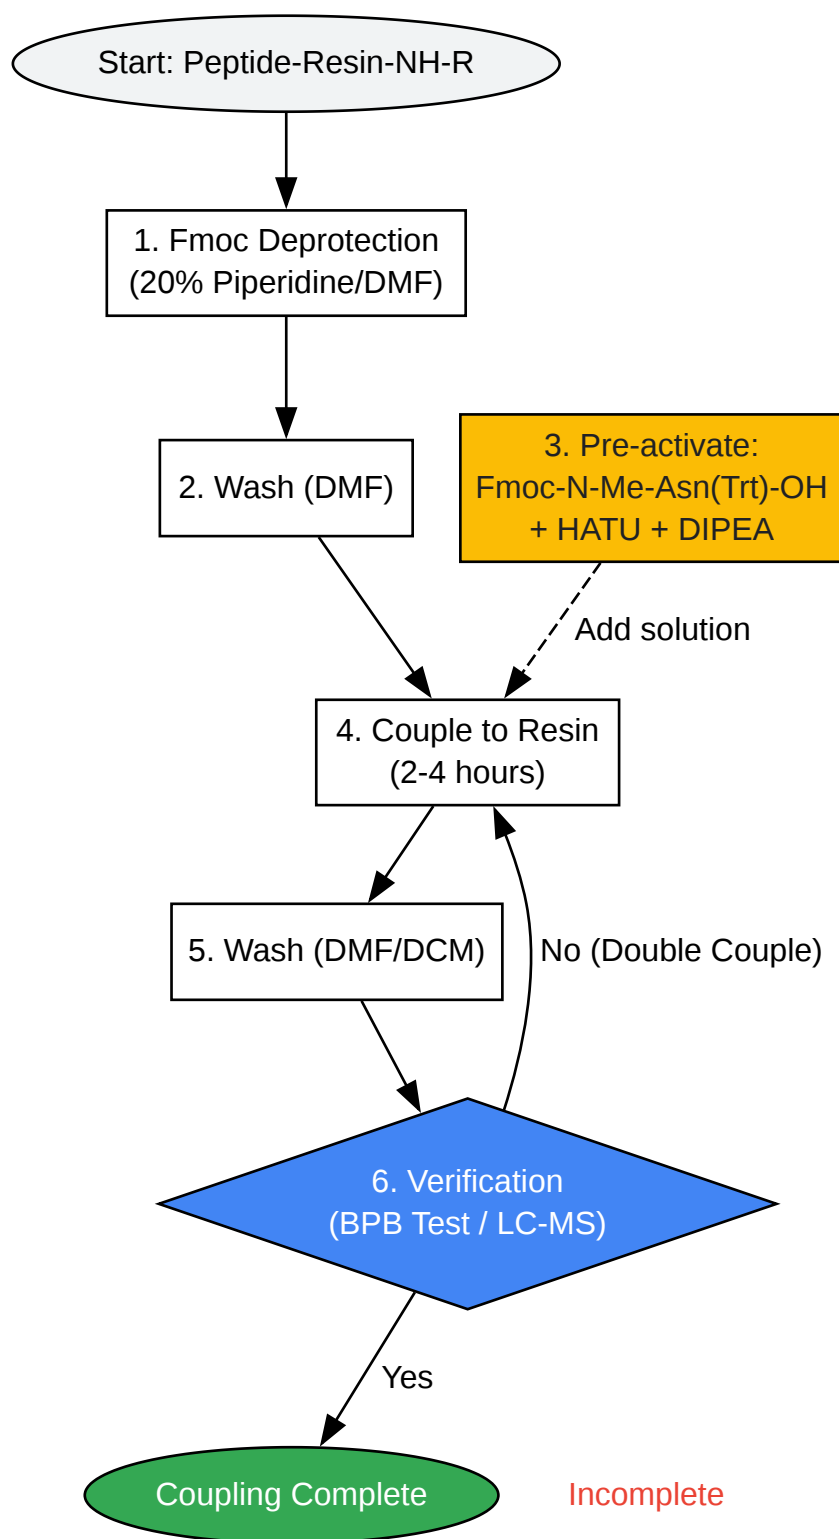 Start: Peptide-Resin-NH-R
1. Fmoc Deprotection
(20% Piperidine/DMF)
2. Wash (DMF)
3. Pre-activate:
Fmoc-N-Me-Asn(Trt)-OH
+ HATU + DIPEA
Add solution
4. Couple to Resin
(2-4 hours)
5. Wash (DMF/DCM)
No (Double Couple)
6. Verification
(BPB Test / LC-MS)
Yes
Coupling Complete
Incomplete